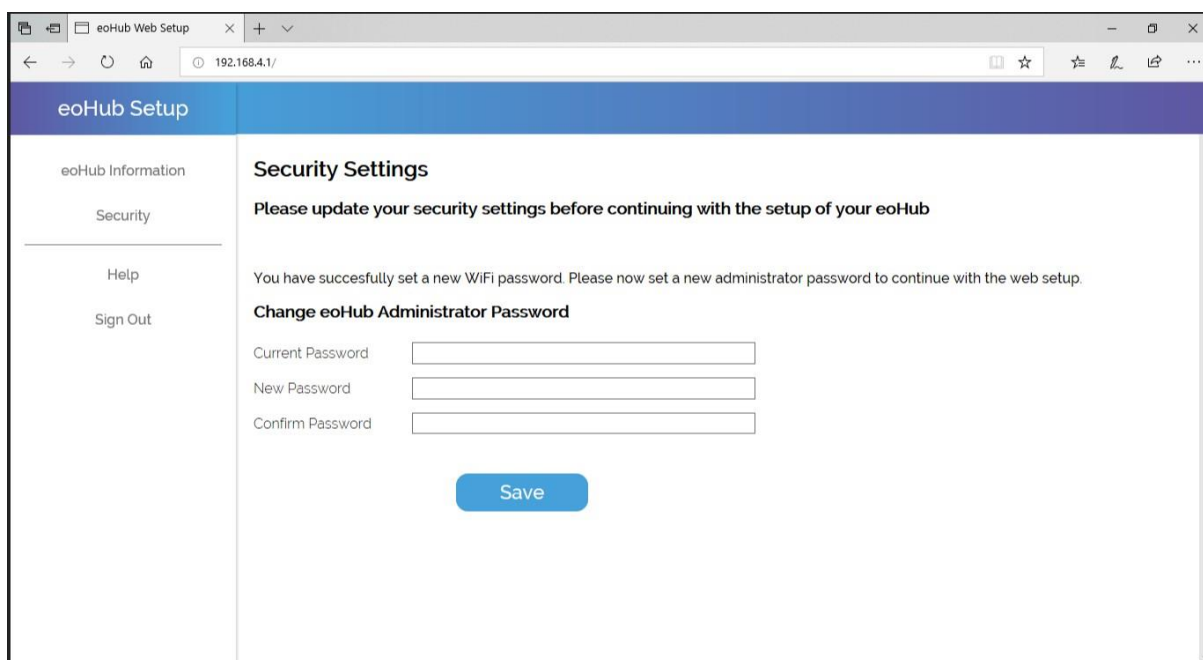 eoHub Web Setup
192.168.4.1/
eoHub Setup
eoHub Information
Security
Help
Sign Out
Security Settings
Please update your security settings before continuing with the setup of your eoHub
You have succesfully set a new WiFi password. Please now set a new administrator password to continue with the web setup.
Change eoHub Administrator Password
Current Password
New Password
Confirm Password
Save